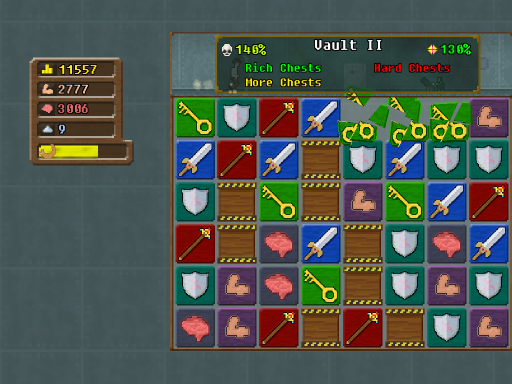 Vault II
140%
130%
Rich Chests
Hard Chests
More Chests
11557
2777
3006
9